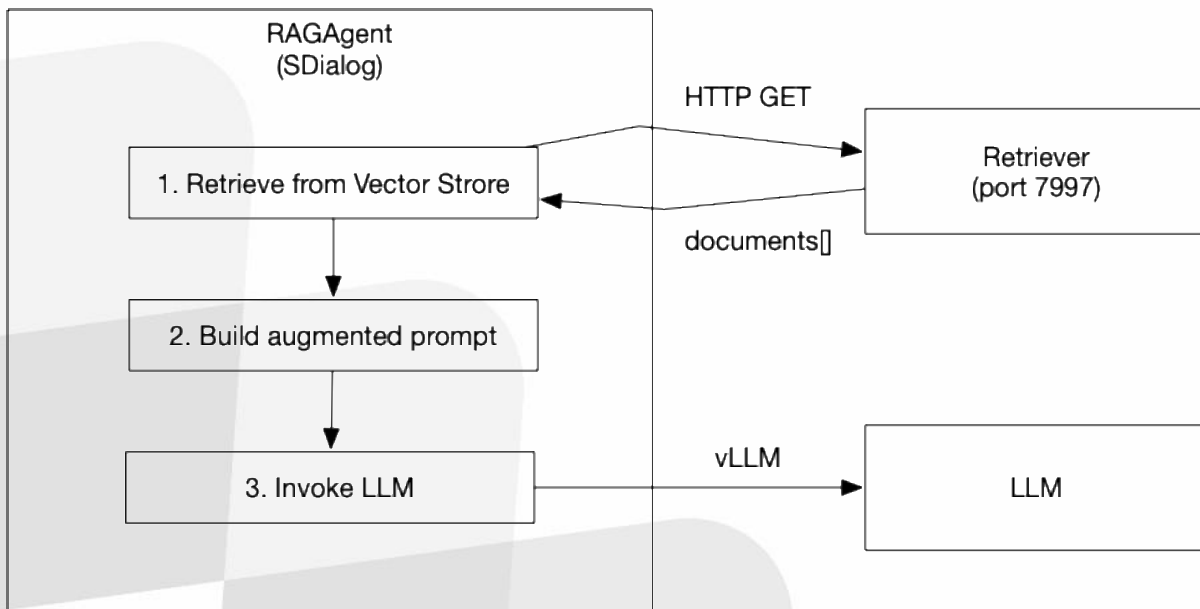 RAGAgent
(SDialog)
HTTP GET
1. Retrieve from Vector Strore
Retriever
(port 7997)
documents[]
2. Build augmented prompt
vLLM
3. Invoke LLM
LLM